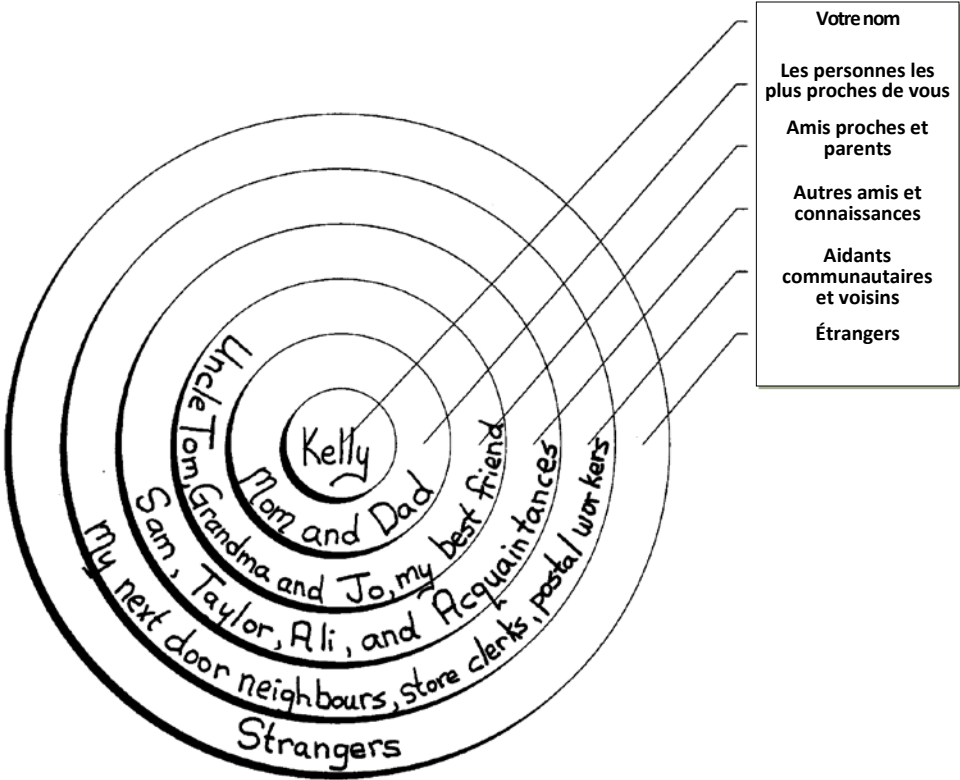 Votre nom
Les personnes les
plus proches de vous
Amis proches et
parents
Autres amis et
connaissances
Aidants
communautaires
et voisins
Étrangers
Kelly
Mom and Dad
Uncle Tom, Grandma and Jo, my best friend
Sam, Taylor, Ali, and Acquaintances
My next door neighbours, store clerks, postal workers
Strangers